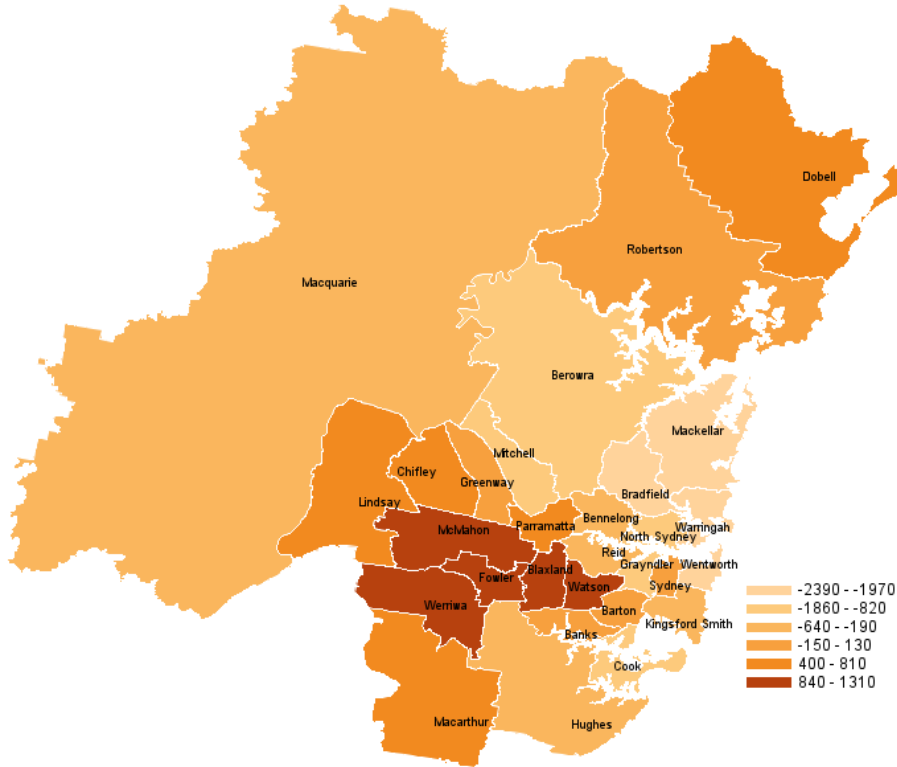 Dobell
Robertson
Macquarie
Berowra
Mackellar
Mitchell
Chifley
Greenway
Bradfield
Lindsay
Parramatta
Bennelong
Warringah
McMahon
North Sydney
Reid
Grayndler
Wentworth
Blaxland
Fowler
Watson
Sydney
Werriwa
Barton
Kingsford Smith
Banks
Cook
Macarthur
Hughes
-2390 - -1970
-1860 - -820
-640 - -190
-150 - 130
400 - 810
840 - 1310